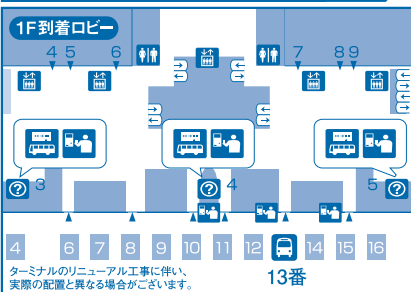 1F到着ロビー
4 5 6 7 8 9
? 3 ? 4 5 ?
4 6 7 8 9 10 11 12 14 15 16
13番
ターミナルのリニューアル工事に伴い、
実際の配置と異なる場合がございます。